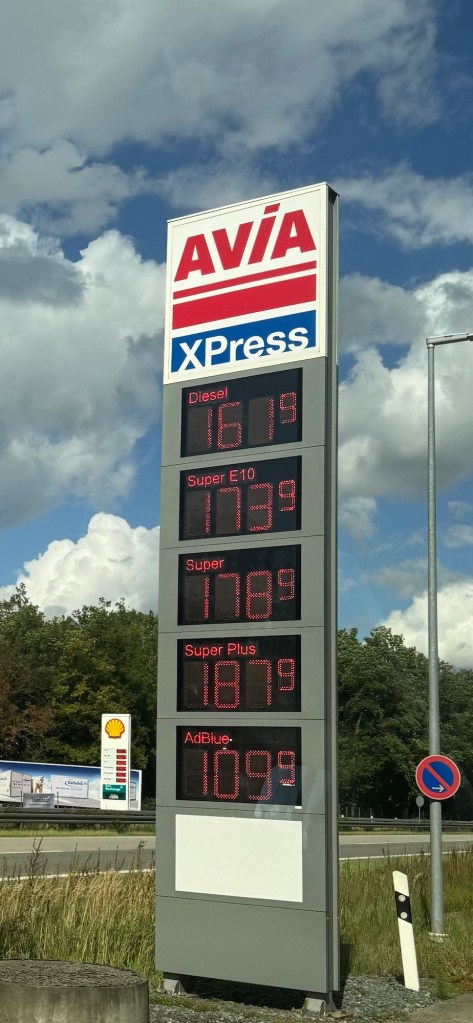 AVIA
XPress
Diesel
161⁹
Super E10
173⁹
Super
178⁹
Super Plus
187⁹
AdBlue
109⁹